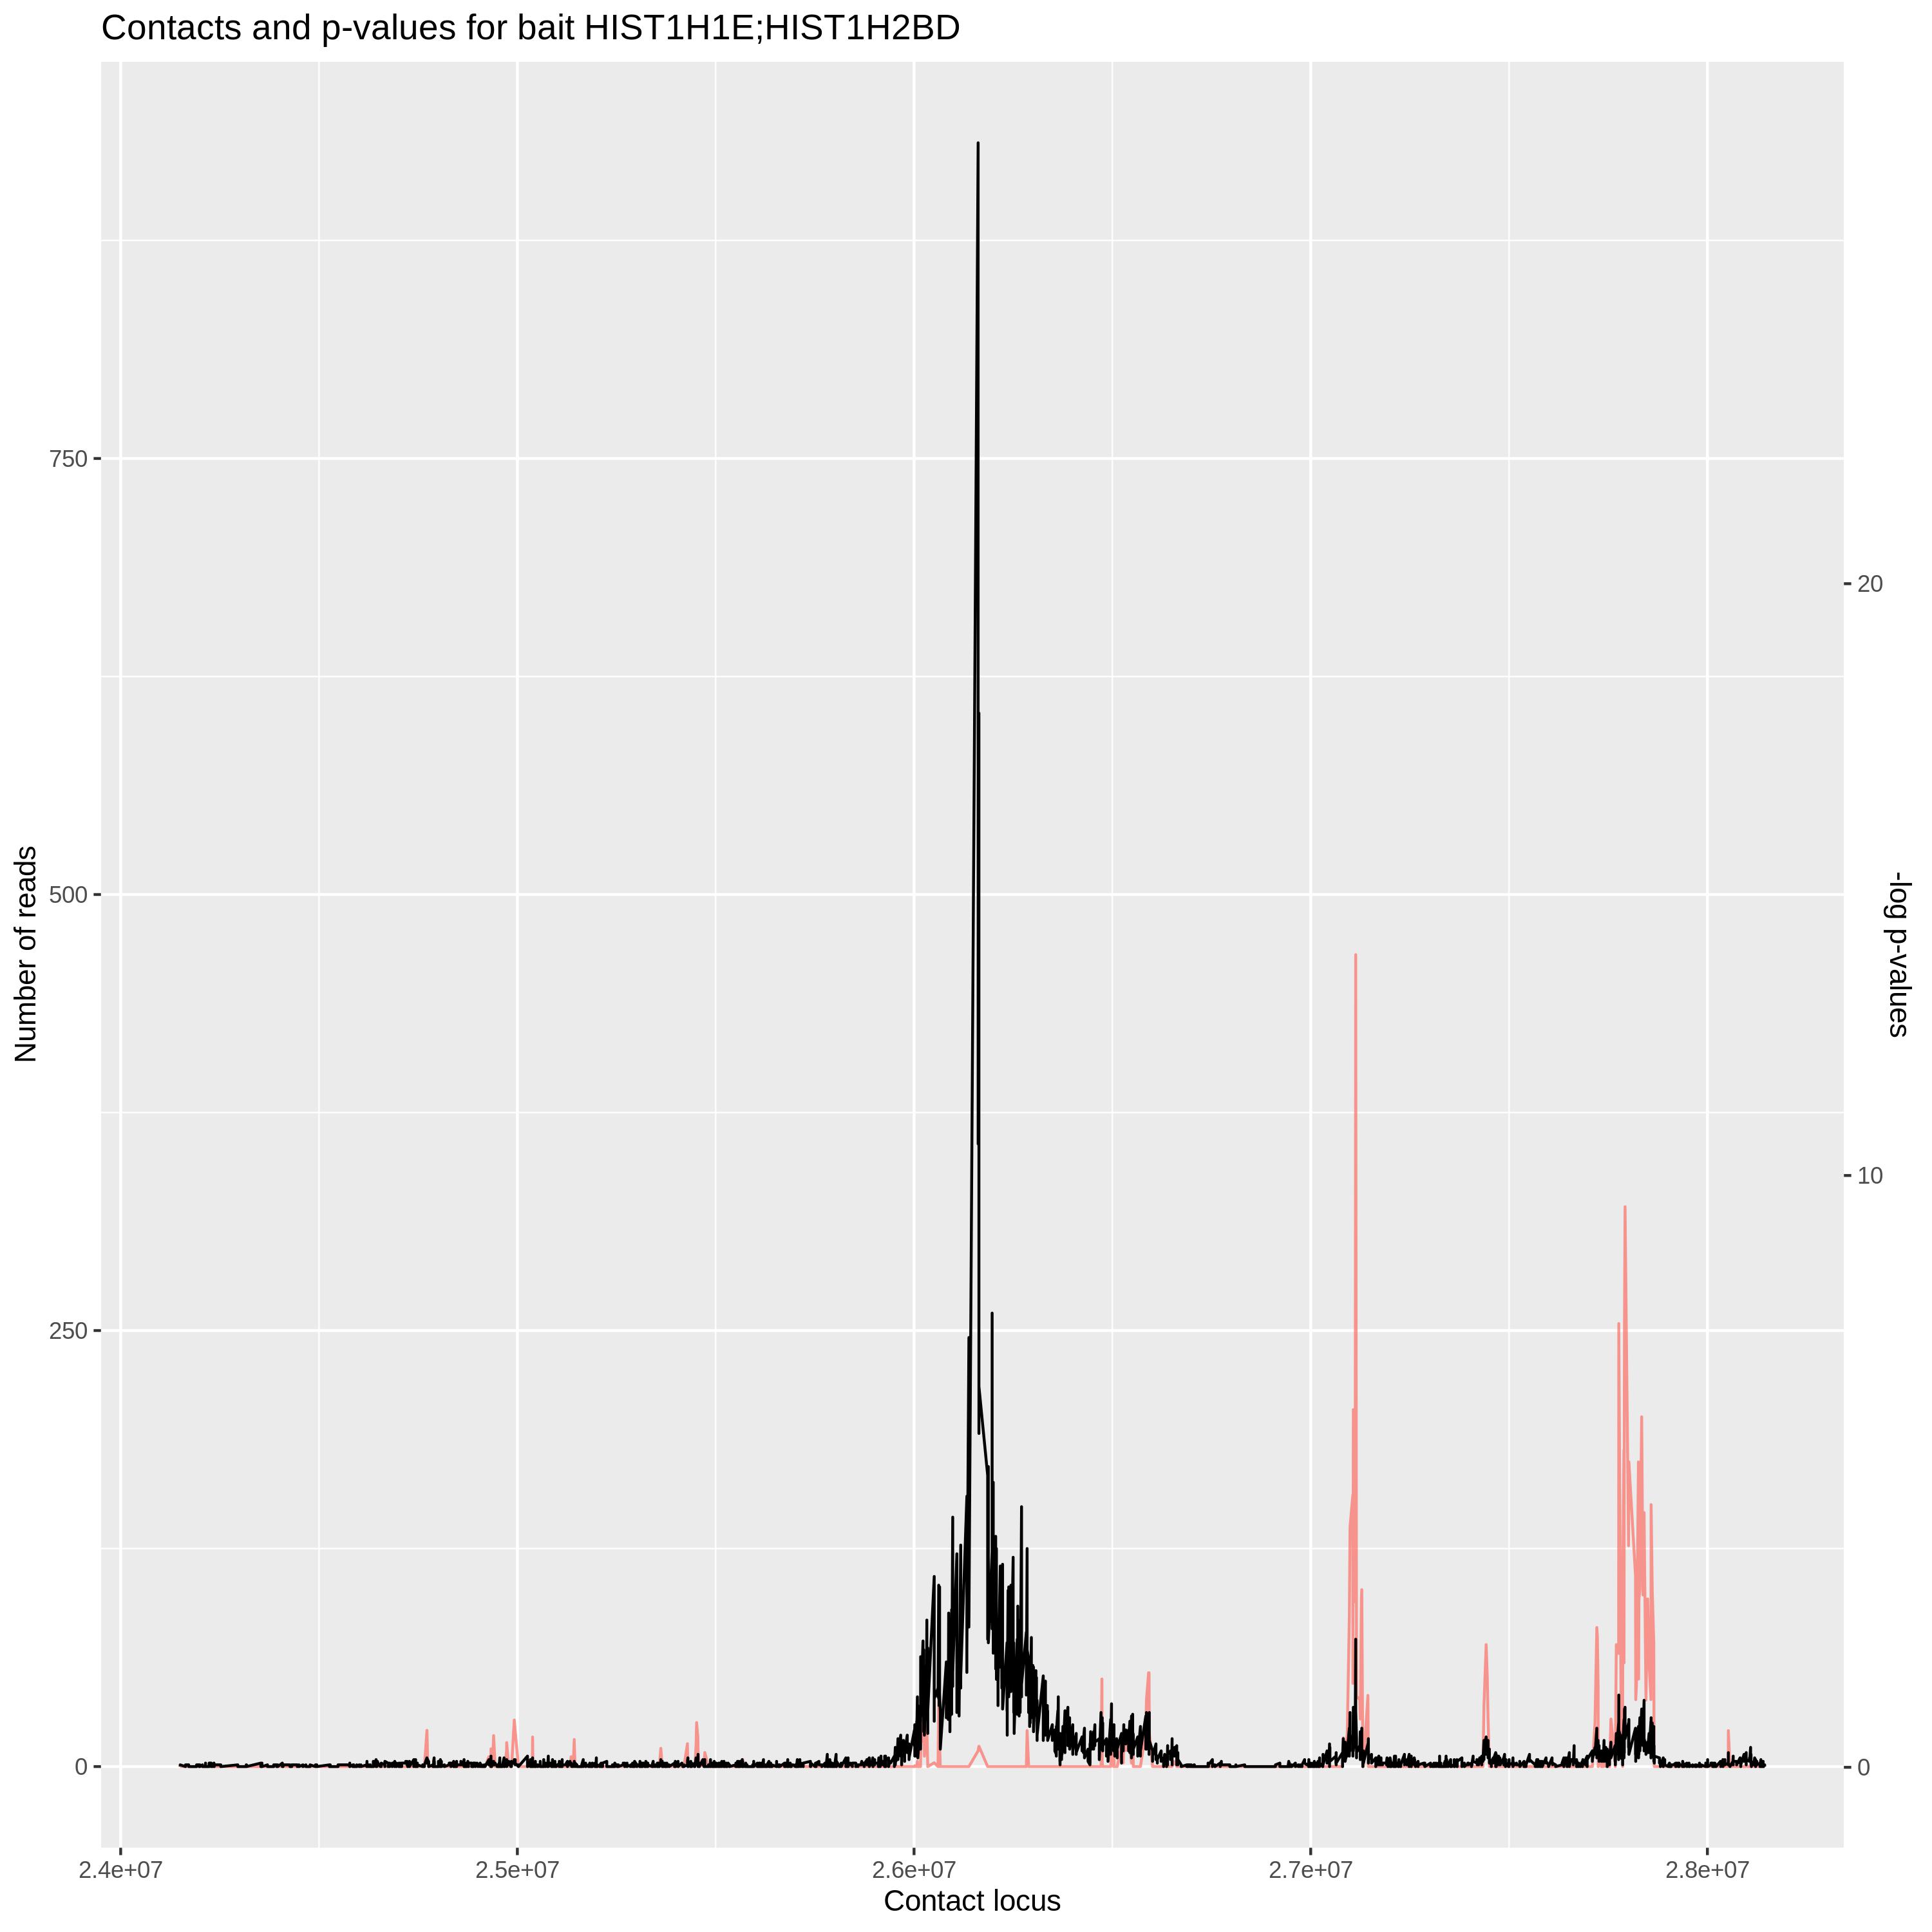 Contacts and p-values for bait HIST1H1E;HIST1H2BD
Number of reads
750
500
250
0
20
10
0
-log p-values
2.4e+07
2.5e+07
2.6e+07
2.7e+07
2.8e+07
Contact locus